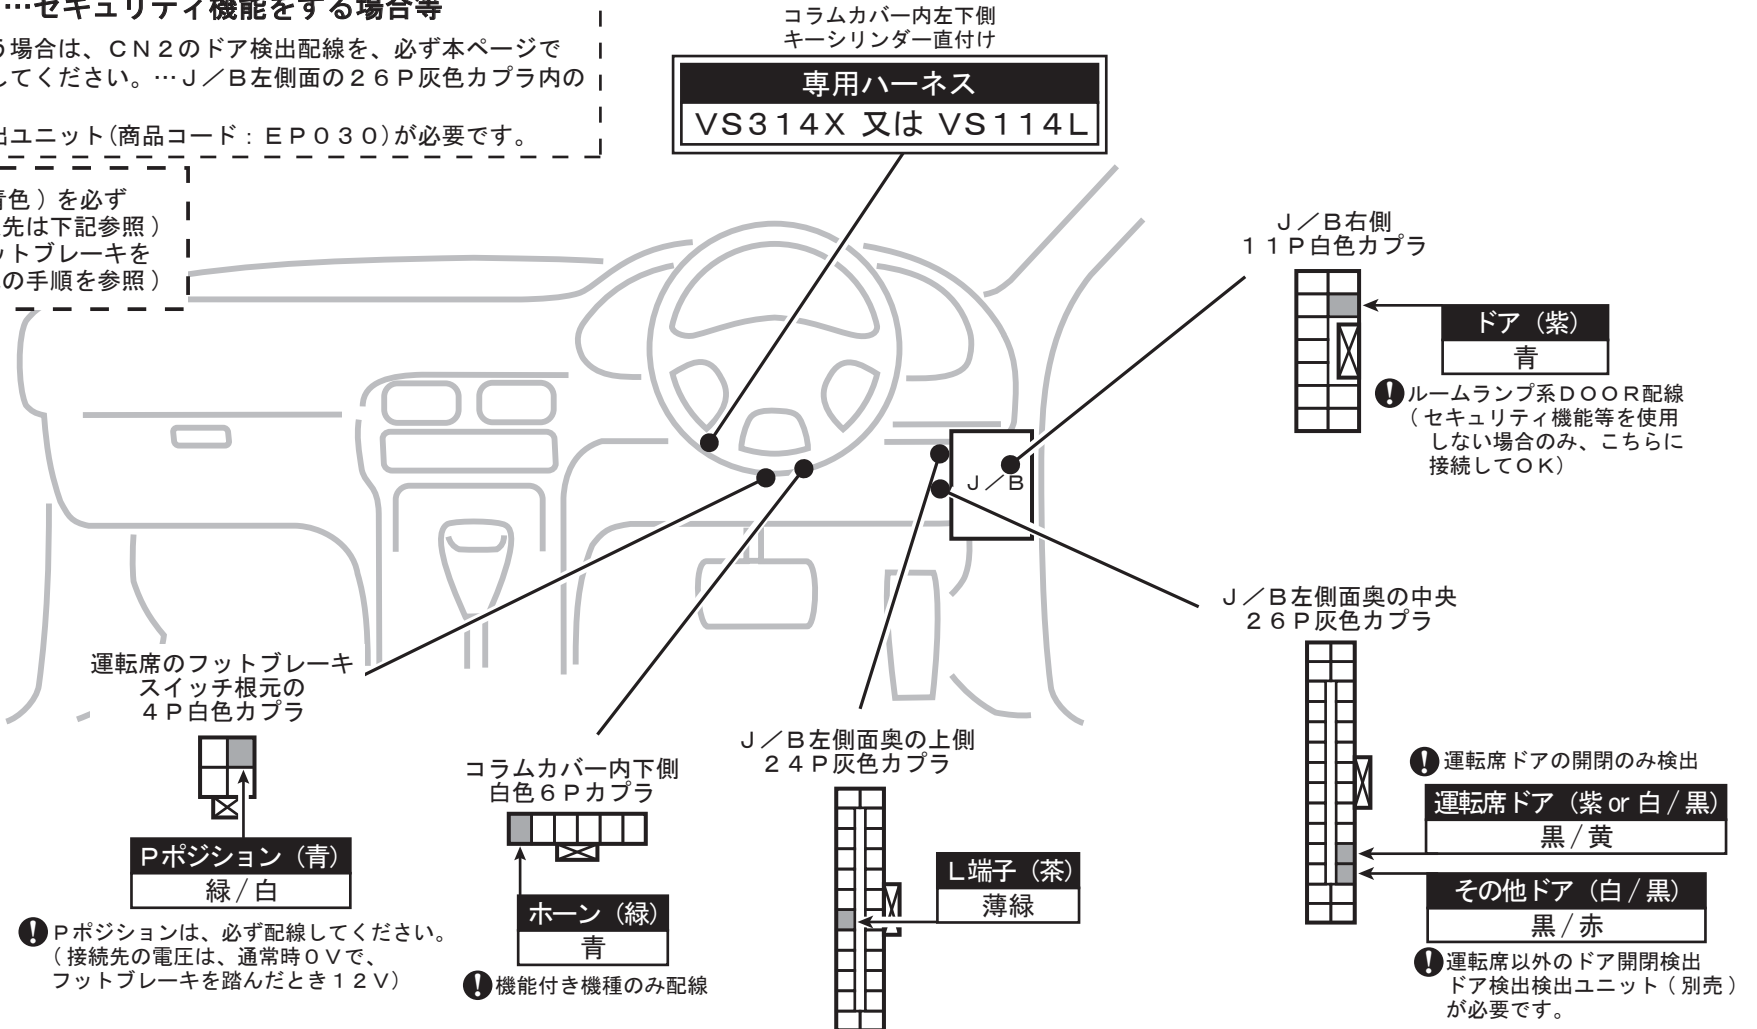 …セキュリティ機能をする場合等
場合は、ＣＮ２のドア検出配線を、必ず本ページで
してください。…Ｊ／Ｂ左側面の２６Ｐ灰色カプラ内の
出ユニット(商品コード：ＥＰ０３０)が必要です。
青色）を必ず
先は下記参照）
ットブレーキを
の手順を参照）
コラムカバー内左下側
キーシリンダー直付け
専用ハーネス
VS314X 又は VS114L
Ｊ／Ｂ右側
１１Ｐ白色カプラ
ドア（紫）
青
ルームランプ系ＤＯＯＲ配線
（セキュリティ機能等を使用
しない場合のみ、こちらに
接続してＯＫ）
Ｊ／Ｂ
Ｊ／Ｂ左側面奥の中央
２６Ｐ灰色カプラ
運転席ドアの開閉のみ検出
運転席ドア（紫 or 白／黒）
黒／黄
その他ドア（白／黒）
黒／赤
運転席以外のドア開閉検出
ドア検出検出ユニット（別売）
が必要です。
運転席のフットブレーキ
スイッチ根元の
４Ｐ白色カプラ
Ｐポジション（青）
緑／白
Ｐポジションは、必ず配線してください。
（接続先の電圧は、通常時０Ｖで、
フットブレーキを踏んだとき１２Ｖ）
コラムカバー内下側
白色６Ｐカプラ
ホーン（緑）
青
機能付き機種のみ配線
Ｊ／Ｂ左側面奥の上側
２４Ｐ灰色カプラ
Ｌ端子（茶）
薄緑